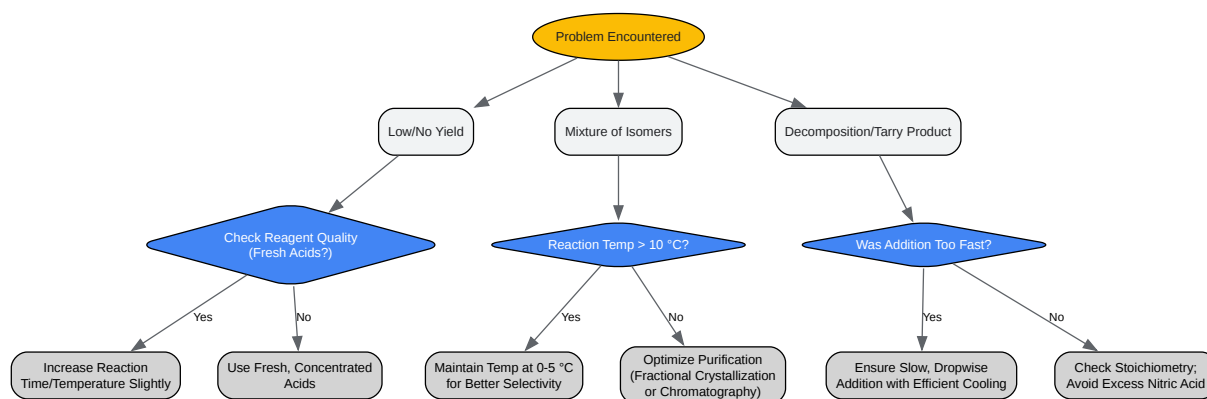 Problem Encountered
Low/No Yield
Mixture of Isomers
Decomposition/Tarry Product
Check Reagent Quality
(Fresh Acids?)
Reaction Temp > 10 °C?
Was Addition Too Fast?
Yes
No
Yes
No
Yes
No
Increase Reaction
Time/Temperature Slightly
Use Fresh, Concentrated
Acids
Maintain Temp at 0-5 °C
for Better Selectivity
Optimize Purification
(Fractional Crystallization
or Chromatography)
Ensure Slow, Dropwise
Addition with Efficient Cooling
Check Stoichiometry;
Avoid Excess Nitric Acid